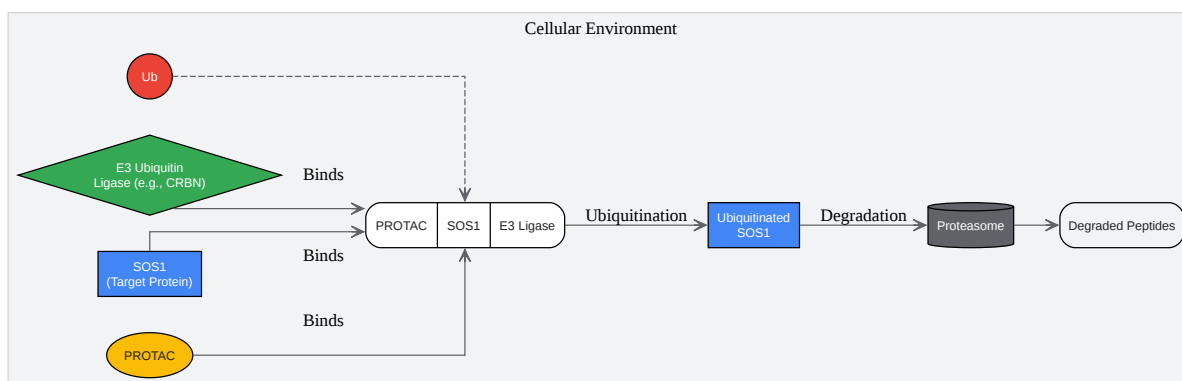 Cellular Environment
Ub
E3 Ubiquitin
Ligase (e.g., CRBN)
Binds
PROTAC
SOS1
E3 Ligase
Ubiquitination
Ubiquitinated
SOS1
Degradation
Proteasome
Degraded Peptides
Binds
SOS1
(Target Protein)
Binds
PROTAC